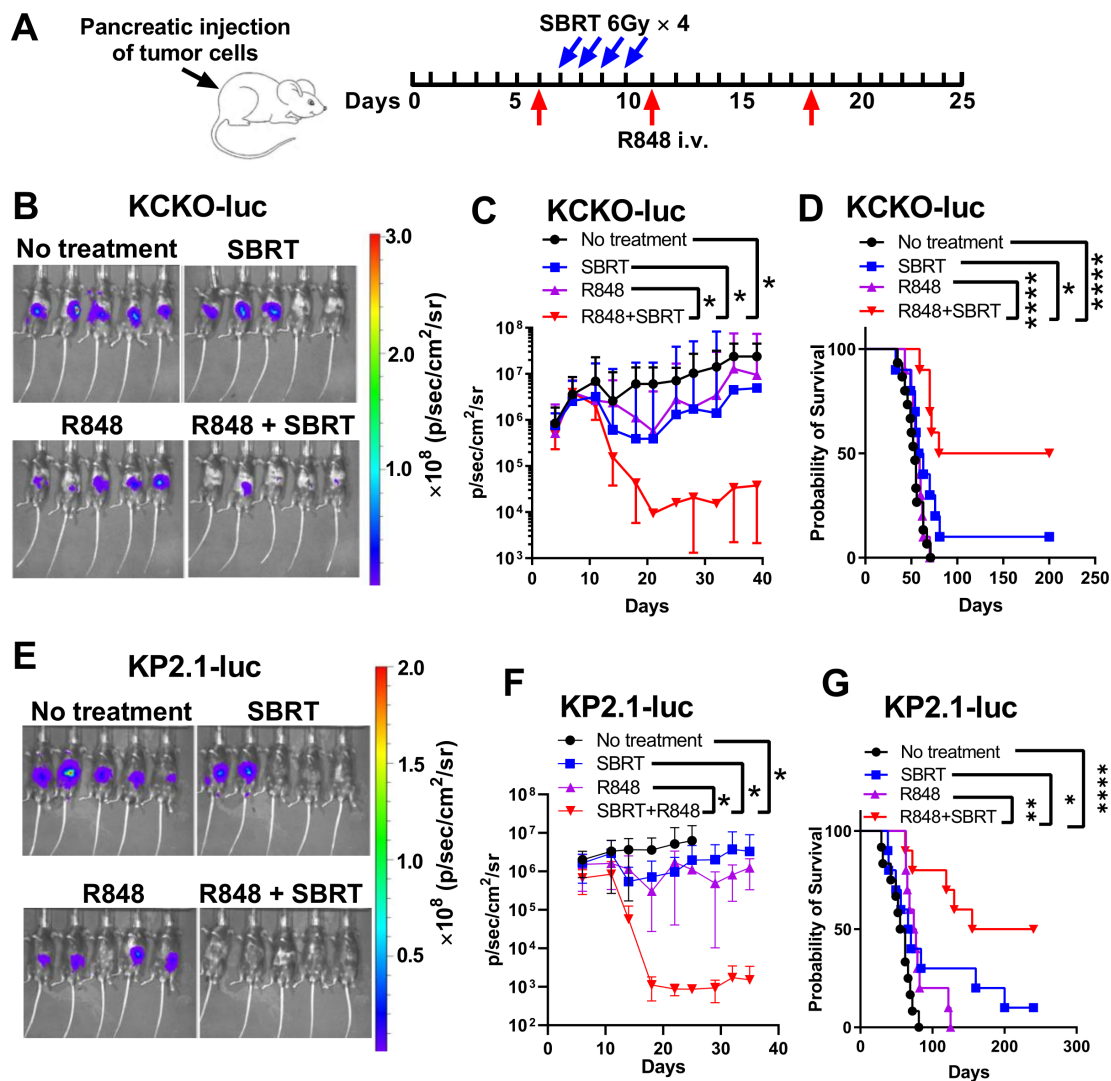 A
Pancreatic injection
of tumor cells
SBRT 6Gy × 4
Days 0 5 10 15 20 25
R848 i.v.
B
KCKO-luc
No treatment
SBRT
R848
R848 + SBRT
3.0
2.0
1.0
×10⁸ (p/sec/cm²/sr)
C
KCKO-luc
No treatment
SBRT
R848
R848+SBRT
*
*
*
10⁸
10⁷
10⁶
10⁵
10⁴
10³
p/sec/cm²/sr
0 10 20 30 40
Days
D
KCKO-luc
No treatment
SBRT
R848
R848+SBRT
****
*
****
100
50
0
Probability of Survival
0 50 100 150 200 250
Days
E
KP2.1-luc
No treatment
SBRT
R848
R848 + SBRT
2.0
1.5
1.0
0.5
×10⁸ (p/sec/cm²/sr)
F
KP2.1-luc
No treatment
SBRT
R848
SBRT+R848
*
*
*
10⁸
10⁷
10⁶
10⁵
10⁴
10³
10²
p/sec/cm²/sr
0 10 20 30 40
Days
G
KP2.1-luc
No treatment
SBRT
R848
R848+SBRT
**
*
****
100
50
0
Probability of Survival
0 100 200 300
Days